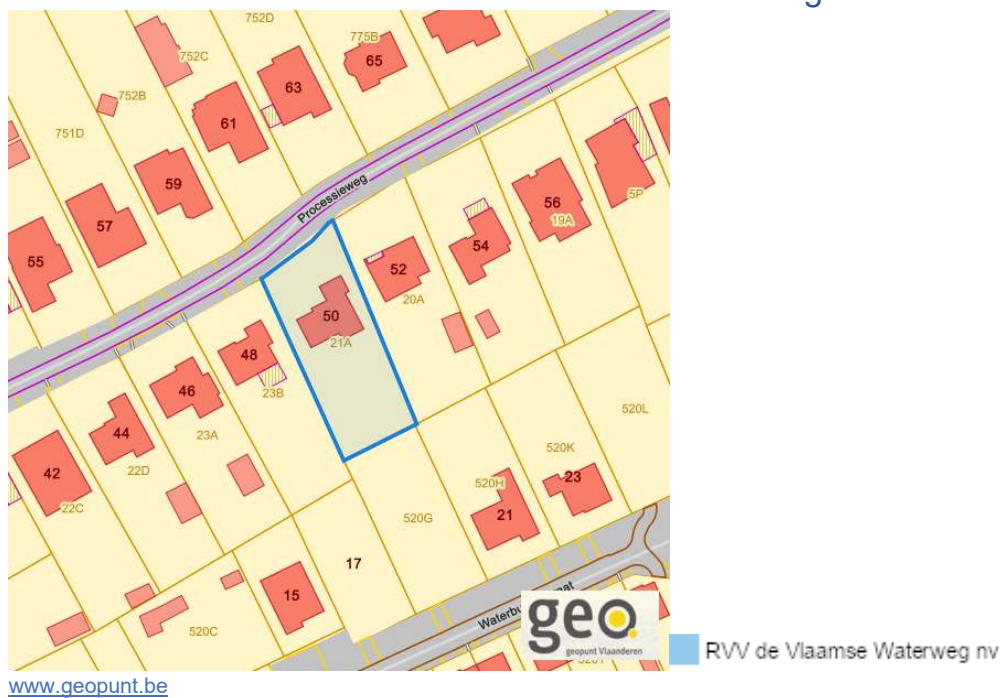 752D
775B
752C
65
63
752B
61
751D
59
Processieweg
57
5P
56
19A
55
54
52
20A
50
21A
48
23B
46
520L
23A
44
520K
22D
42
23
520H
22C
21
520G
17
15
520C
geo
geopunt Vlaanderen
RVV de Vlaamse Waterweg nv
www.geopunt.be